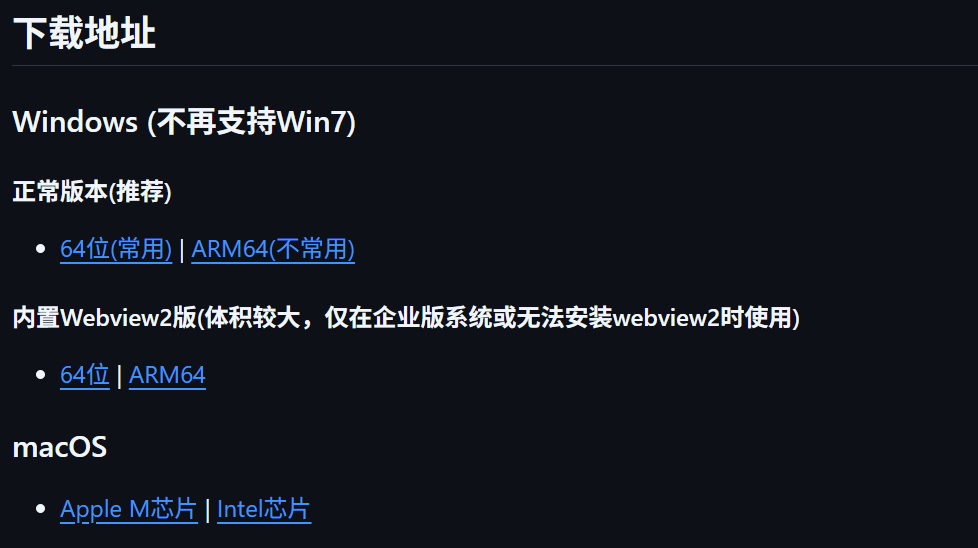 下载地址
Windows (不再支持Win7)
正常版本(推荐)
64位(常用) | ARM64(不常用)
内置Webview2版(体积较大，仅在企业版系统或无法安装webview2时使用)
64位 | ARM64
macOS
Apple M芯片 | Intel芯片